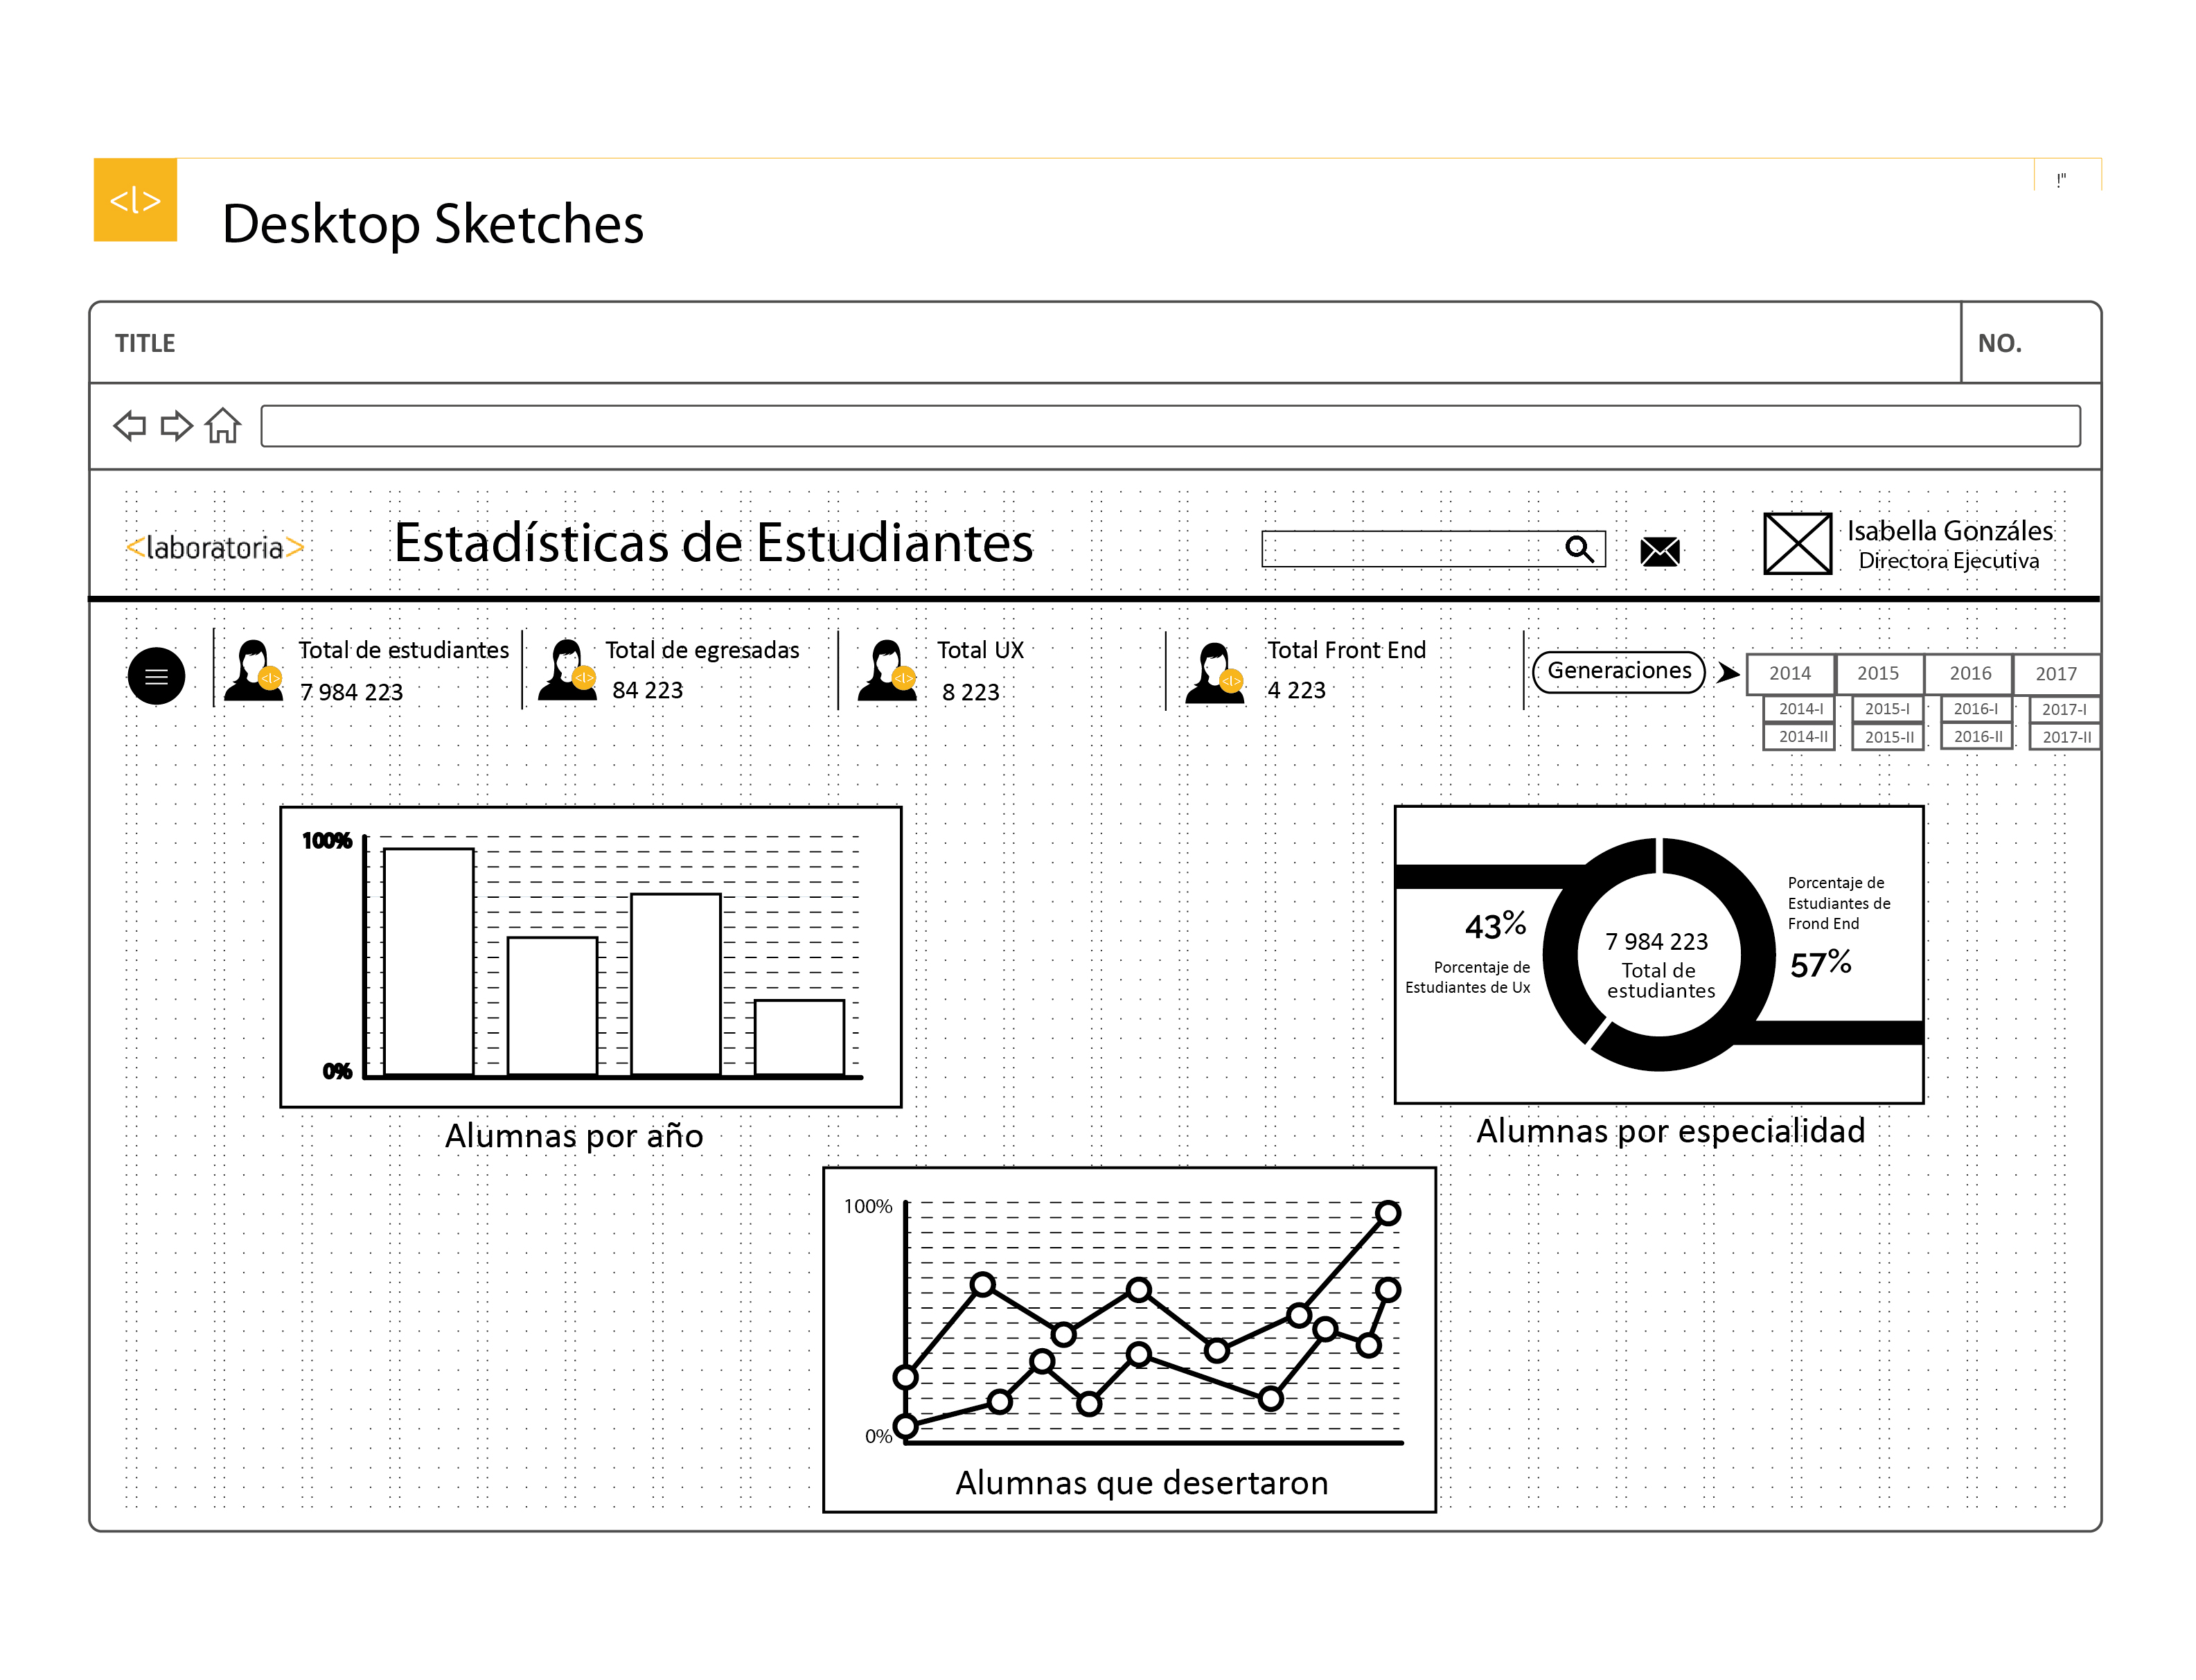 <l>
!"
Desktop Sketches
TITLE
NO.
<laboratoria>
Estadísticas de Estudiantes
Isabella Gonzáles
Directora Ejecutiva
Total de estudiantes
7 984 223
Total de egresadas
84 223
Total UX
8 223
Total Front End
4 223
Generaciones
2014 2015 2016 2017
2014-I 2015-I 2016-I 2017-I
2014-II 2015-II 2016-II 2017-II
100%
0%
Alumnas por año
43%
Porcentaje de
Estudiantes de Ux
7 984 223
Total de
estudiantes
Porcentaje de
Estudiantes de
Frond End
57%
Alumnas por especialidad
100%
0%
Alumnas que desertaron